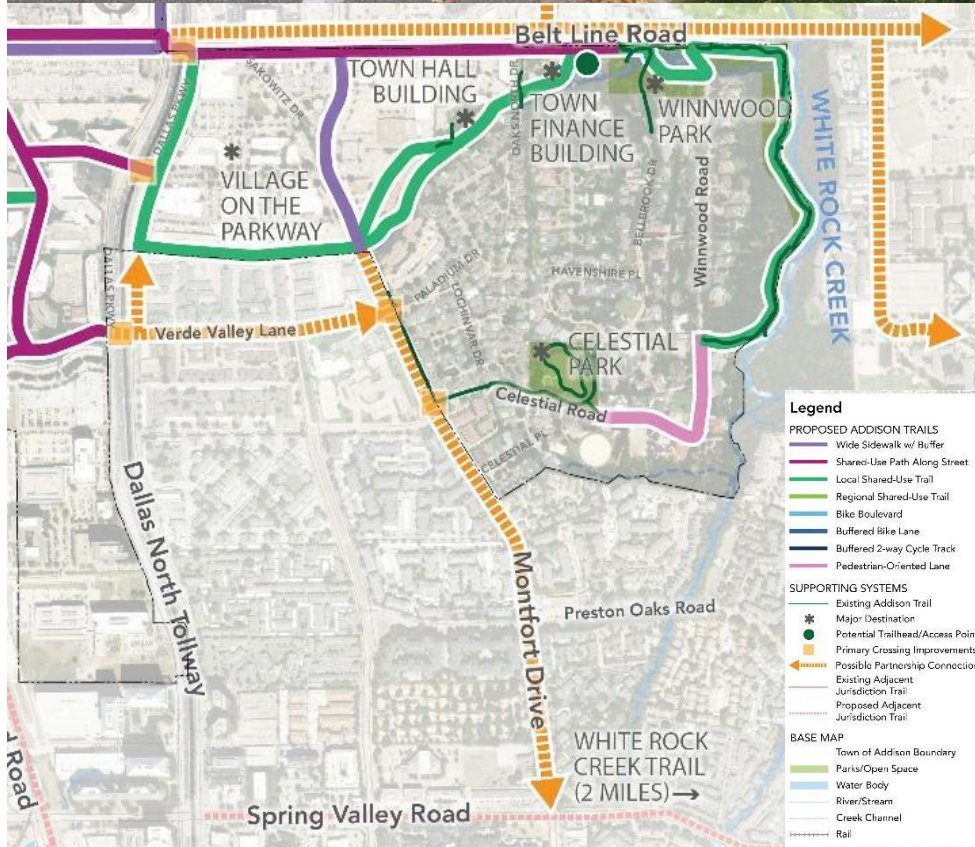 Belt Line Road
SAKOWITZ DR
DALLAS PKWY
TOWN HALL
BUILDING
OAKS NORTH DR
TOWN
FINANCE
BUILDING
WINNWOOD
PARK
WHITE ROCK CREEK
VILLAGE
ON THE
PARKWAY
BELLBROOK DR
Winnwood Road
PALADIUM DR
HAVENSHIRE PL
LOCHINVAR DR
DALLAS PKWY
Verde Valley Lane
CELESTIAL
PARK
Celestial Road
CELESTIAL PL
Dallas North Tollway
Montfort Drive
Preston Oaks Road
WHITE ROCK
CREEK TRAIL
(2 MILES)→
Spring Valley Road
d Road
Legend
PROPOSED ADDISON TRAILS
Wide Sidewalk w/ Buffer
Shared-Use Path Along Street
Local Shared-Use Trail
Regional Shared-Use Trail
Bike Boulevard
Buffered Bike Lane
Buffered 2-way Cycle Track
Pedestrian-Oriented Lane
SUPPORTING SYSTEMS
Existing Addison Trail
Major Destination
Potential Trailhead/Access Poin
Primary Crossing Improvements
Possible Partnership Connection
Existing Adjacent
Jurisdiction Trail
Proposed Adjacent
Jurisdiction Trail
BASE MAP
Town of Addison Boundary
Parks/Open Space
Water Body
River/Stream
Creek Channel
Rail